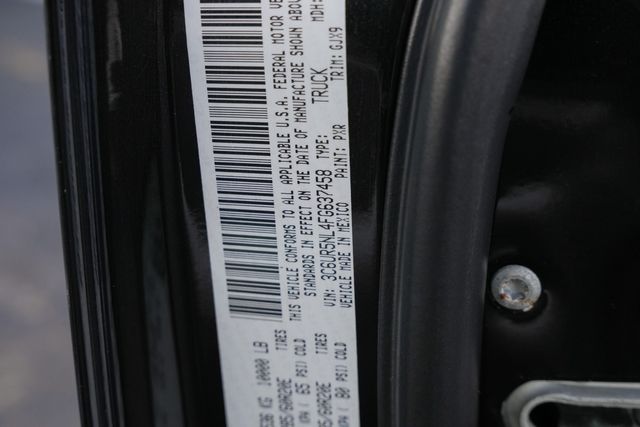 THIS VEHICLE CONFORMS TO ALL APPLICABLE U.S.A. FEDERAL MOTOR
STANDARDS IN EFFECT ON THE DATE OF MANUFACTURE SHOWN
VIN: 3C6UR5NL4FG637458 TYPE: TRUCK MDH:
VEHICLE MADE IN MEXICO PAINT: PXR TRIM: GJX9
KG 10000 LB
TIRES
85 PSI) COLD
TIRES
80 PSI) COLD